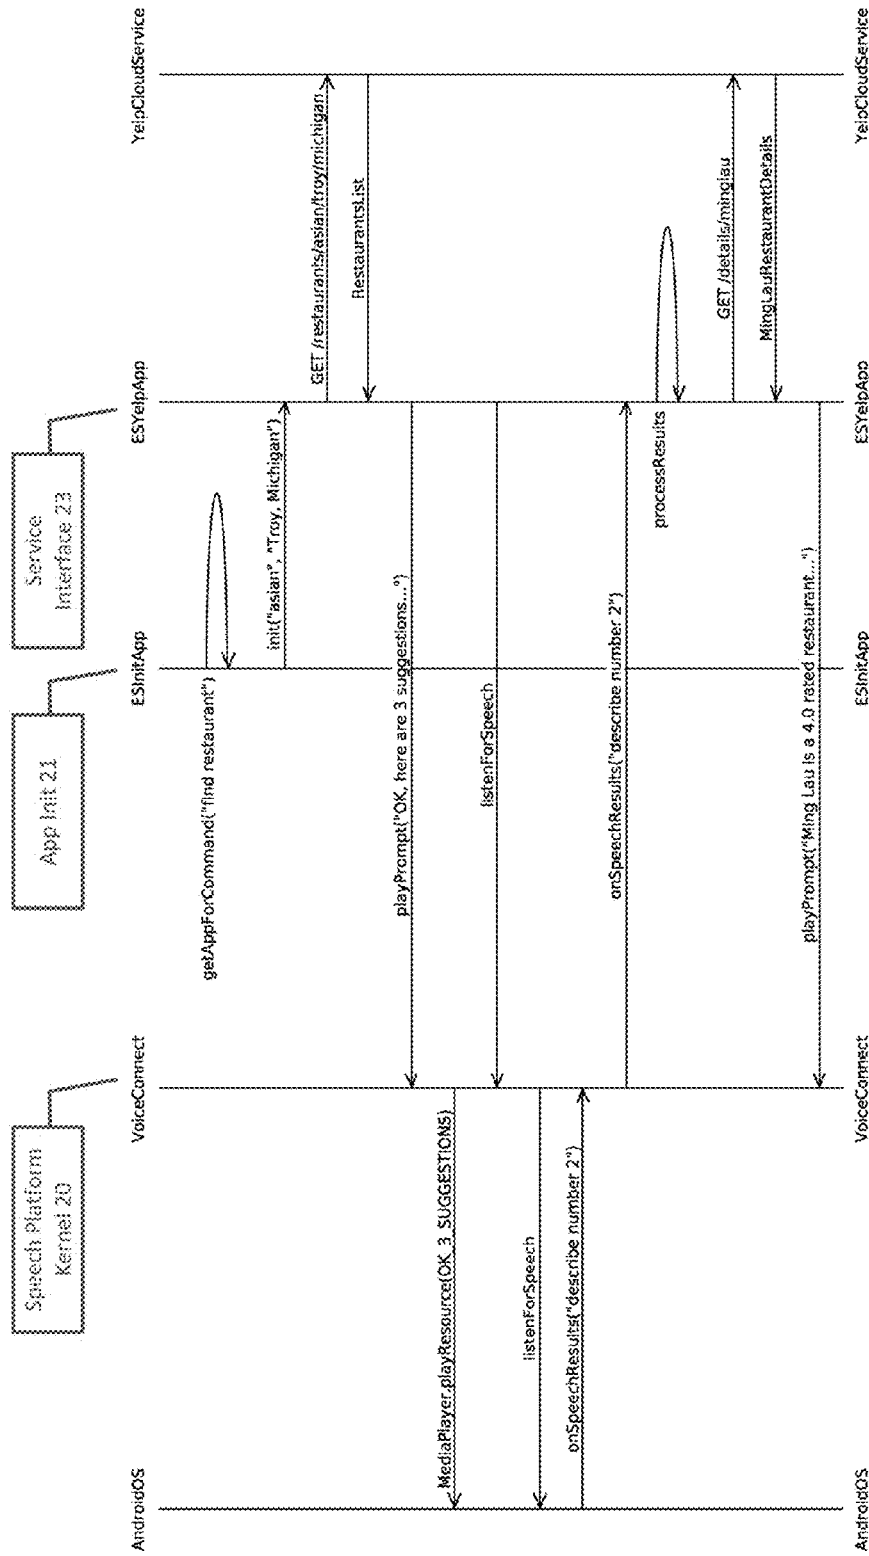 Speech Platform
Kernel 20
App Init 21
Service
Interface 23
AndroidOS
VoiceConnect
ESInitApp
ESYelpApp
YelpCloudService
getAppForCommand("find restaurant")
init("asian", "Troy, Michigan")
GET /restaurants/asian/troy/michigan
RestaurantsList
playPrompt("OK, here are 3 suggestions...")
MediaPlayer.playResource(OK_3_SUGGESTIONS)
listenForSpeech
listenForSpeech
onSpeechResults("describe number 2")
onSpeechResults("describe number 2")
processResults
GET /details/minglau
MingLauRestaurantDetails
playPrompt("Ming Lau is a 4.0 rated restaurant...")
AndroidOS
VoiceConnect
ESInitApp
ESYelpApp
YelpCloudService